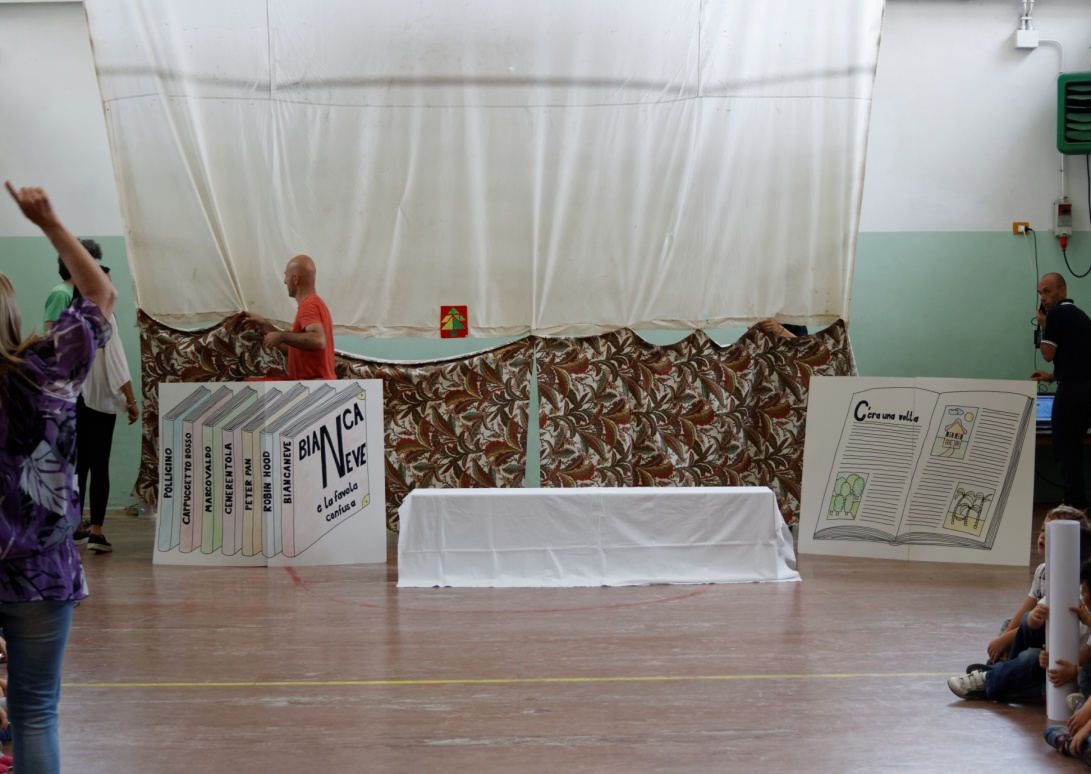 POLLICINO
CAPPUCCETTO ROSSO
MARCOVALDO
CENERENTOLA
PETER PAN
ROBIN HOOD
BIANCANEVE
BIANCA
NEVE
e la favola
confusa
C'era una volta